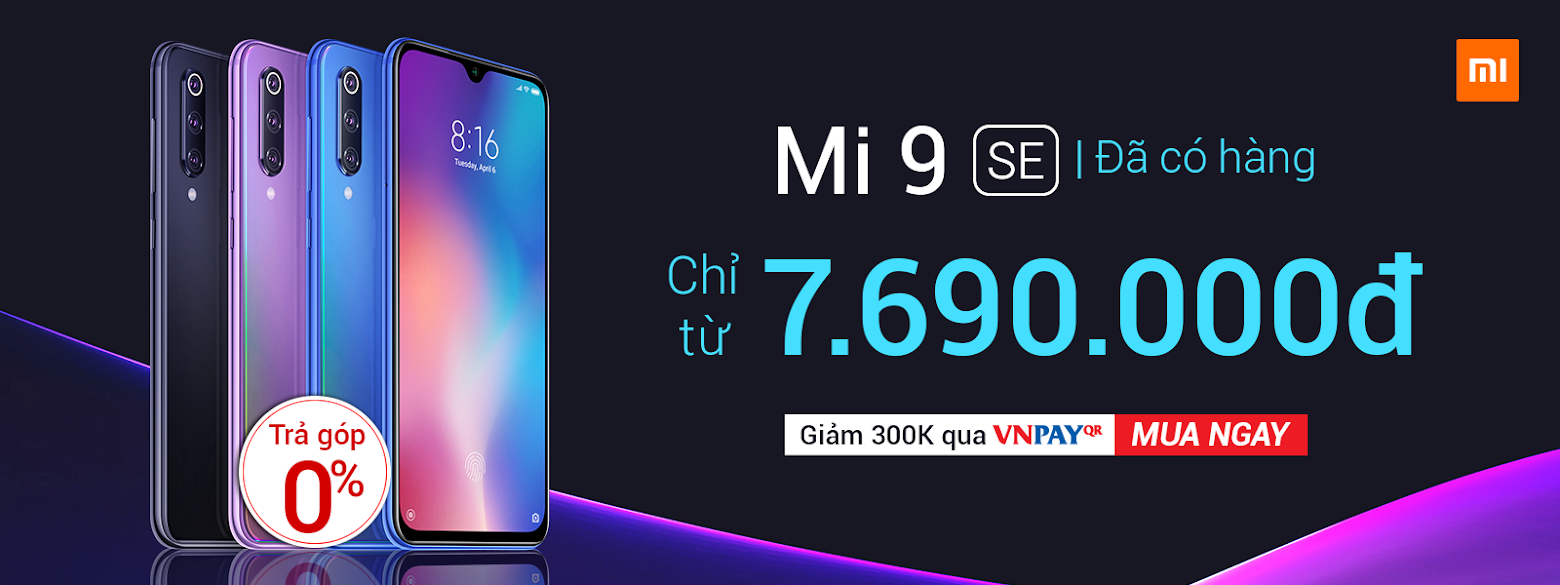 mi
Mi 9 SE | Đã có hàng
Chỉ từ 7.690.000đ
Giảm 300K qua VNPAYQR MUA NGAY
8:16
Tuesday, April 6
Trả góp
0%